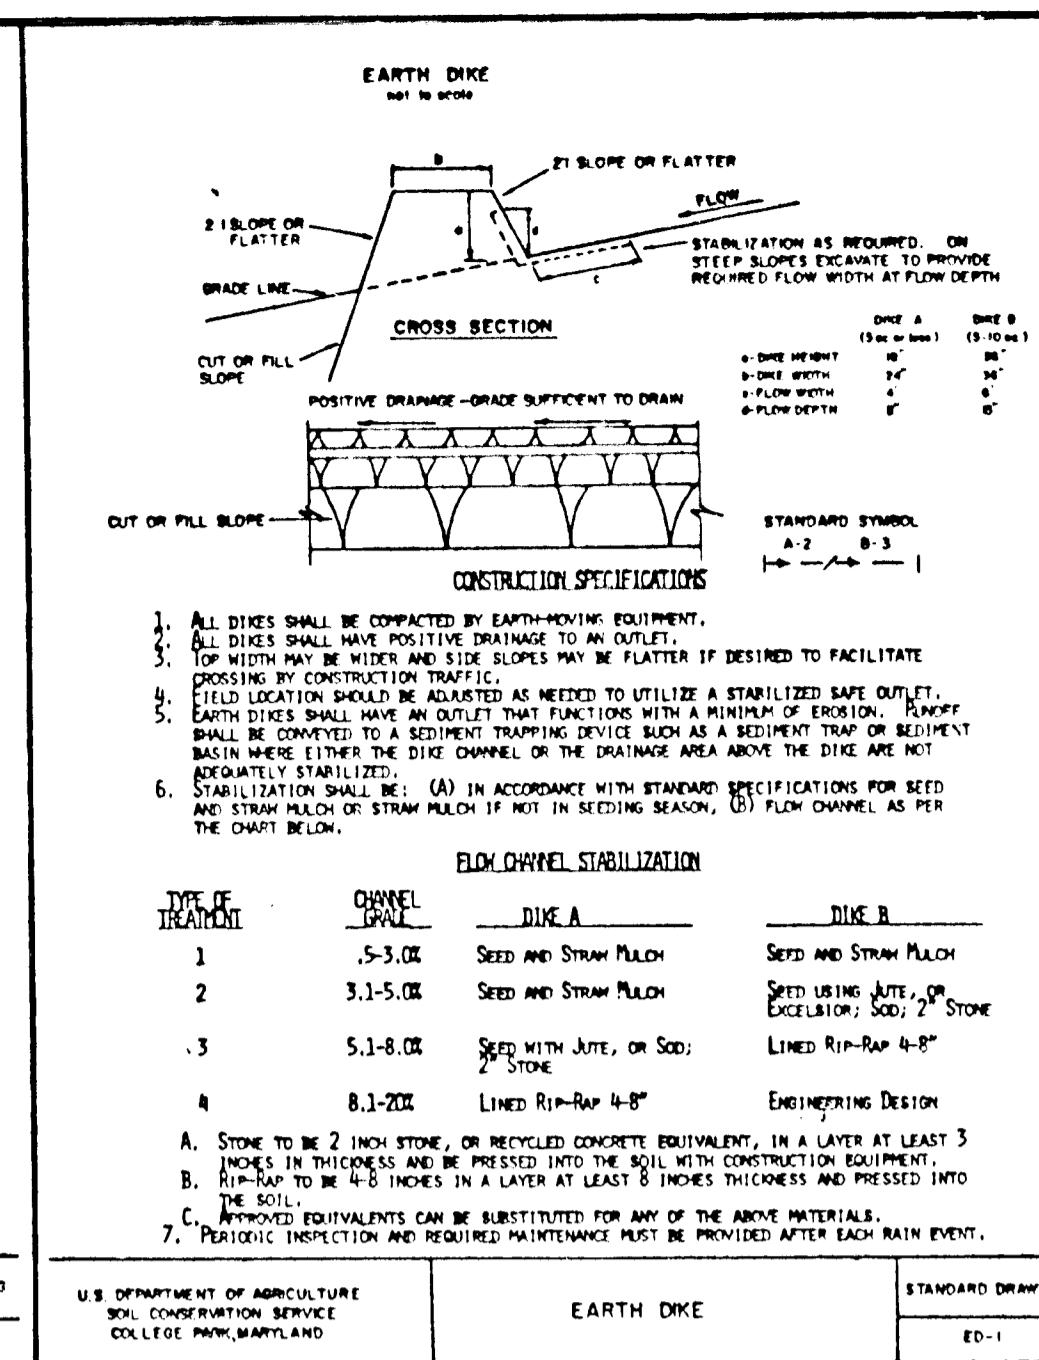 EARTH DIKE
not to scale
b
2:1 SLOPE OR FLATTER
FLOW
2:1 SLOPE OR
FLATTER
a
d
STABILIZATION AS REQUIRED. ON
STEEP SLOPES EXCAVATE TO PROVIDE
REQUIRED FLOW WIDTH AT FLOW DEPTH
c
GRADE LINE
CROSS SECTION
CUT OR FILL
SLOPE
DIKE A DIKE B
(5 ac or less) (5-10 ac)
a-DIKE HEIGHT 18"
b-DIKE WIDTH 24" 36"
c-FLOW WIDTH 4' 6'
d-FLOW DEPTH 8"
POSITIVE DRAINAGE-GRADE SUFFICENT TO DRAIN
CUT OR FILL SLOPE
STANDARD SYMBOL
A-2 B-3
CONSTRUCTION SPECIFICATIONS
1. ALL DIKES SHALL BE COMPACTED BY EARTH-MOVING EQUIPMENT.
2. ALL DIKES SHALL HAVE POSITIVE DRAINAGE TO AN OUTLET.
3. TOP WIDTH MAY BE WIDER AND SIDE SLOPES MAY BE FLATTER IF DESIRED TO FACILITATE
CROSSING BY CONSTRUCTION TRAFFIC.
4. FIELD LOCATION SHOULD BE ADJUSTED AS NEEDED TO UTILIZE A STABILIZED SAFE OUTLET.
5. EARTH DIKES SHALL HAVE AN OUTLET THAT FUNCTIONS WITH A MINIMUM OF EROSION. RUNOFF
SHALL BE CONVEYED TO A SEDIMENT TRAPPING DEVICE SUCH AS A SEDIMENT TRAP OR SEDIMENT
BASIN WHERE EITHER THE DIKE CHANNEL OR THE DRAINAGE AREA ABOVE THE DIKE ARE NOT
ADEQUATELY STABILIZED.
6. STABILIZATION SHALL BE: (A) IN ACCORDANCE WITH STANDARD SPECIFICATIONS FOR SEED
AND STRAW MULCH OR STRAW MULCH IF NOT IN SEEDING SEASON, (B) FLOW CHANNEL AS PER
THE CHART BELOW.
FLOW CHANNEL STABILIZATION
TYPE OF TREATMENT CHANNEL GRADE DIKE A DIKE B
1 .5-3.0% SEED AND STRAW MULCH SEED AND STRAW MULCH
2 3.1-5.0% SEED AND STRAW MULCH SEED USING JUTE, OR
EXCELSIOR; SOD; 2" STONE
3 5.1-8.0% SEED WITH JUTE, OR SOD; LINED RIP-RAP 4-8"
2" STONE
4 8.1-20% LINED RIP-RAP 4-8" ENGINEERING DESIGN
A. STONE TO BE 2 INCH STONE, OR RECYCLED CONCRETE EQUIVALENT, IN A LAYER AT LEAST 3
INCHES IN THICKNESS AND BE PRESSED INTO THE SOIL WITH CONSTRUCTION EQUIPMENT.
B. RIP-RAP TO BE 4-8 INCHES IN A LAYER AT LEAST 8 INCHES THICKNESS AND PRESSED INTO
THE SOIL.
C. APPROVED EQUIVALENTS CAN BE SUBSTITUTED FOR ANY OF THE ABOVE MATERIALS.
7. PERIODIC INSPECTION AND REQUIRED MAINTENANCE MUST BE PROVIDED AFTER EACH RAIN EVENT.
U.S. DEPARTMENT OF AGRICULTURE
SOIL CONSERVATION SERVICE
COLLEGE PARK, MARYLAND
EARTH DIKE
STANDARD DRAW
ED-1